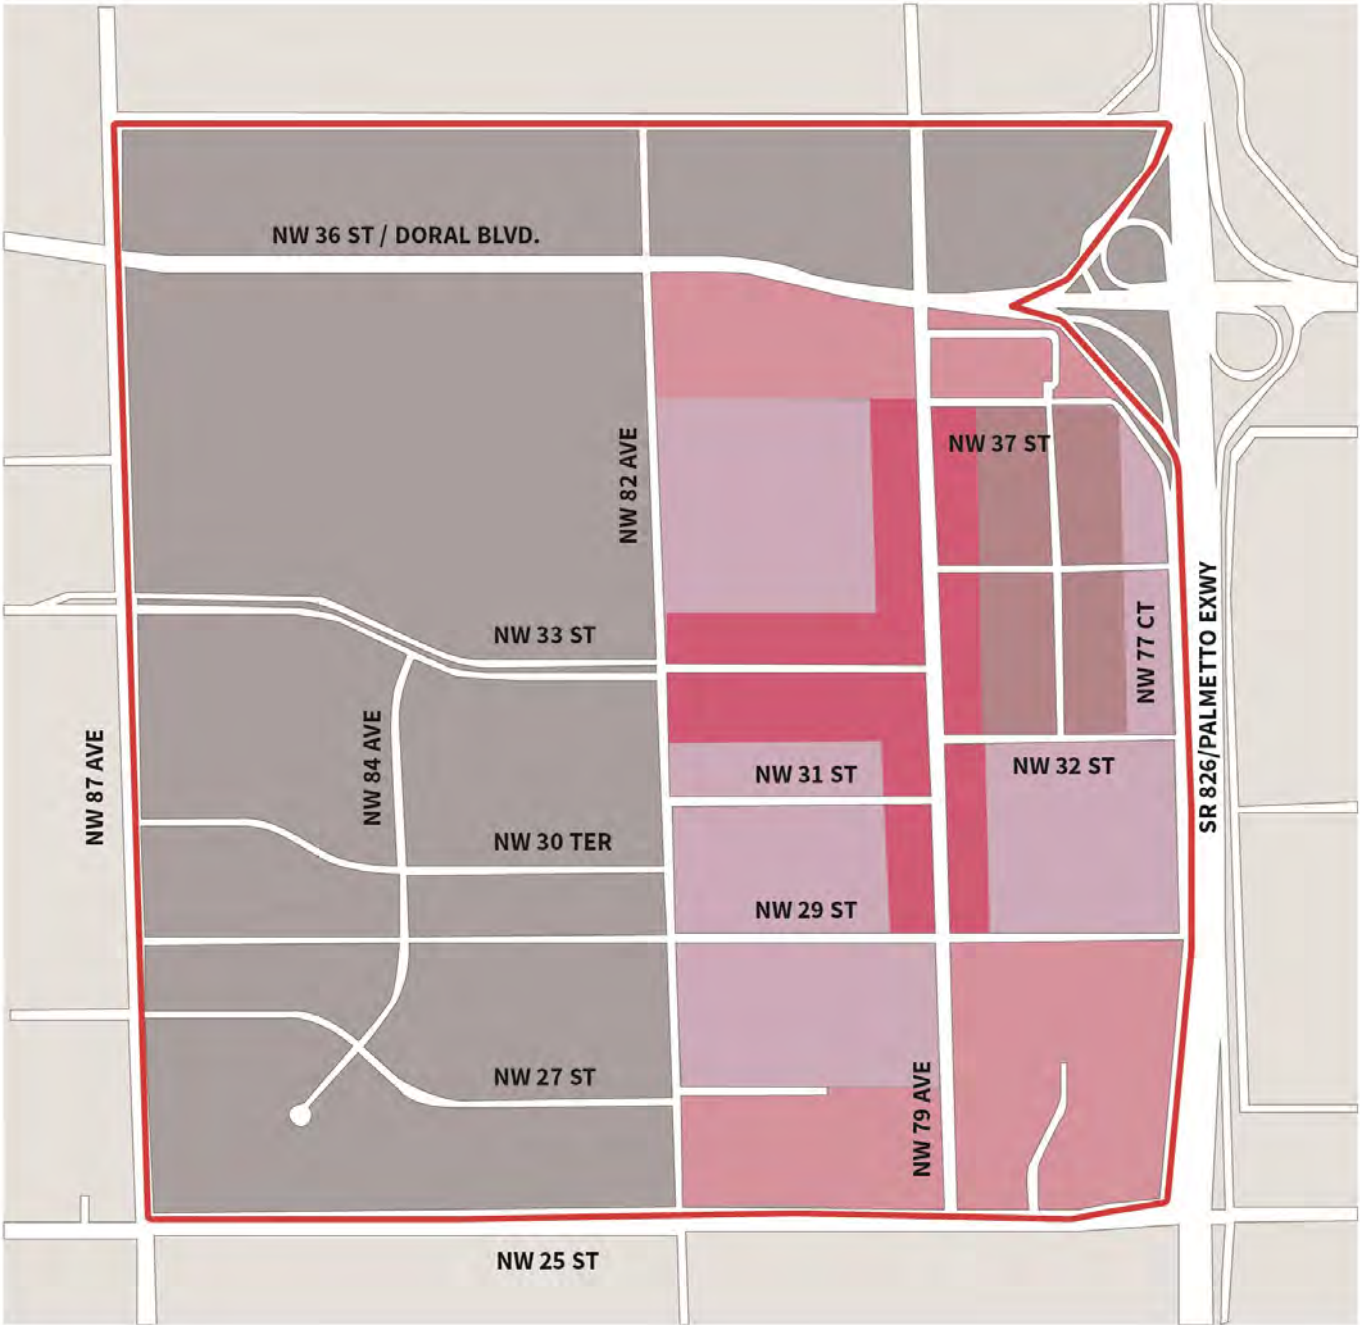 NW 36 ST / DORAL BLVD.
NW 37 ST
NW 82 AVE
NW 33 ST
NW 77 CT
SR 826/PALMETTO EXWY
NW 84 AVE
NW 87 AVE
NW 31 ST
NW 32 ST
NW 30 TER
NW 29 ST
NW 27 ST
NW 79 AVE
NW 25 ST